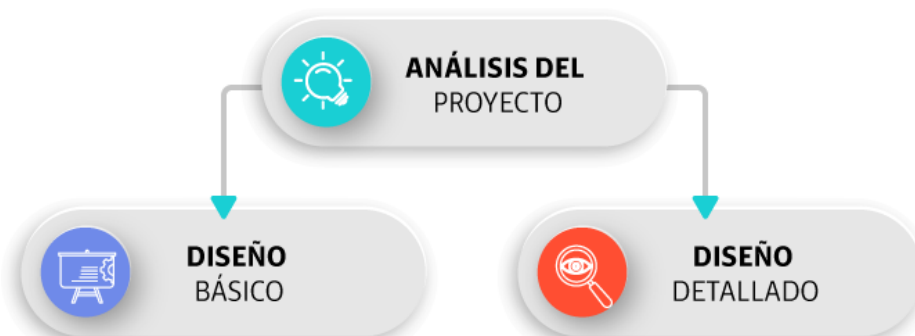 ANÁLISIS DEL
PROYECTO
DISEÑO
BÁSICO
DISEÑO
DETALLADO